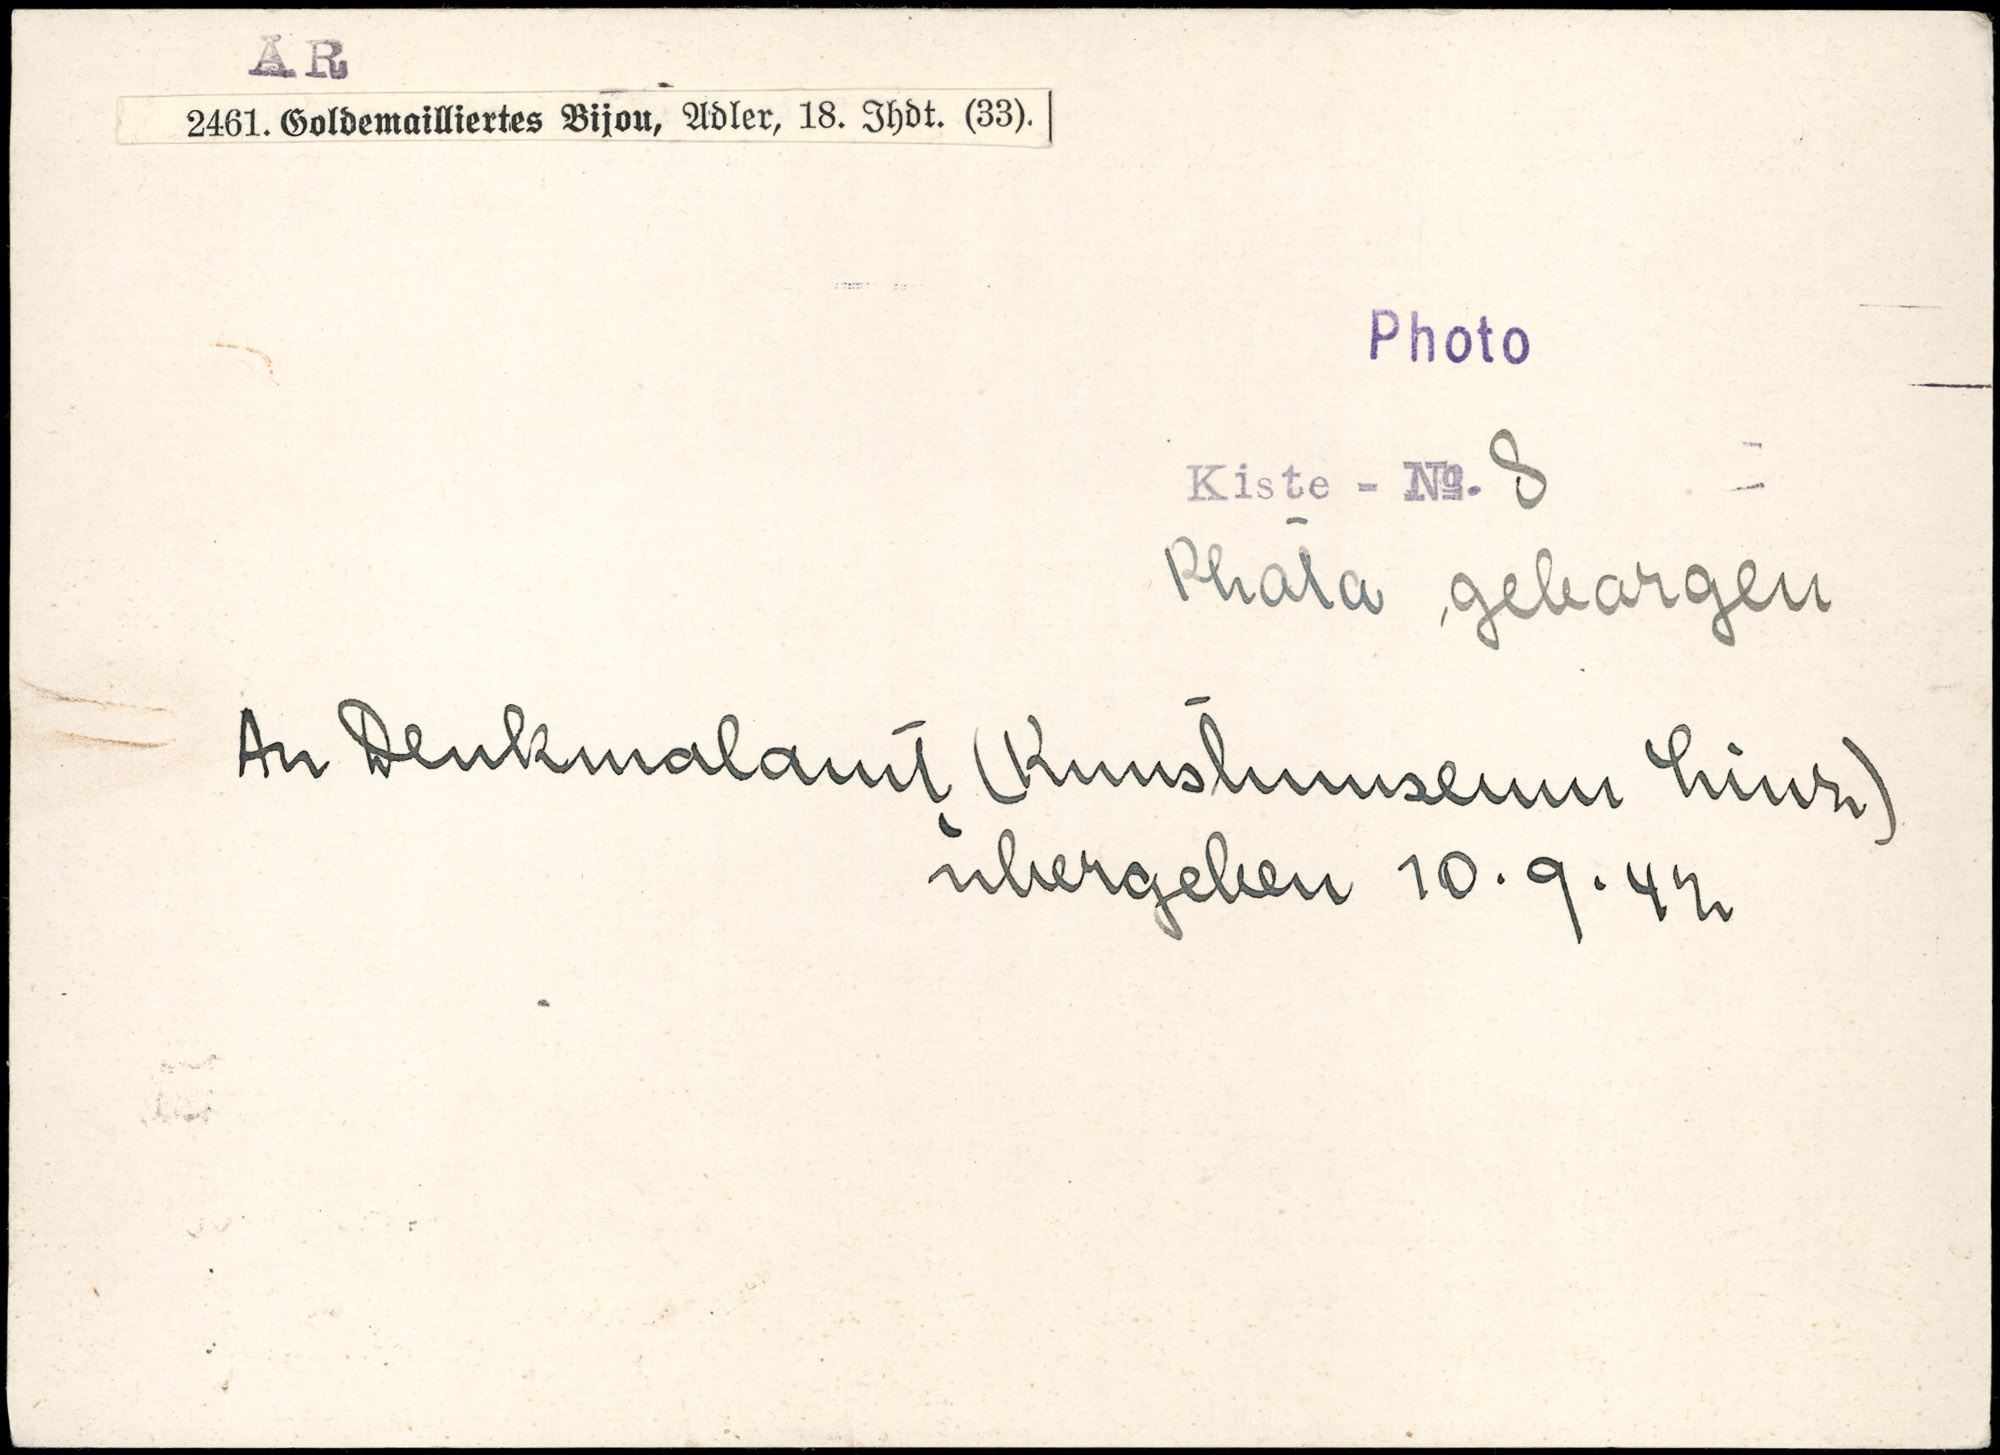 AR
2461. Goldemailliertes Bijou, Adler, 18. Jhdt. (33).
Photo
Kiste - No. 8
Photo geborgen
An Denkmalamt (Kunstmuseum Linz)
übergeben 10.9.42